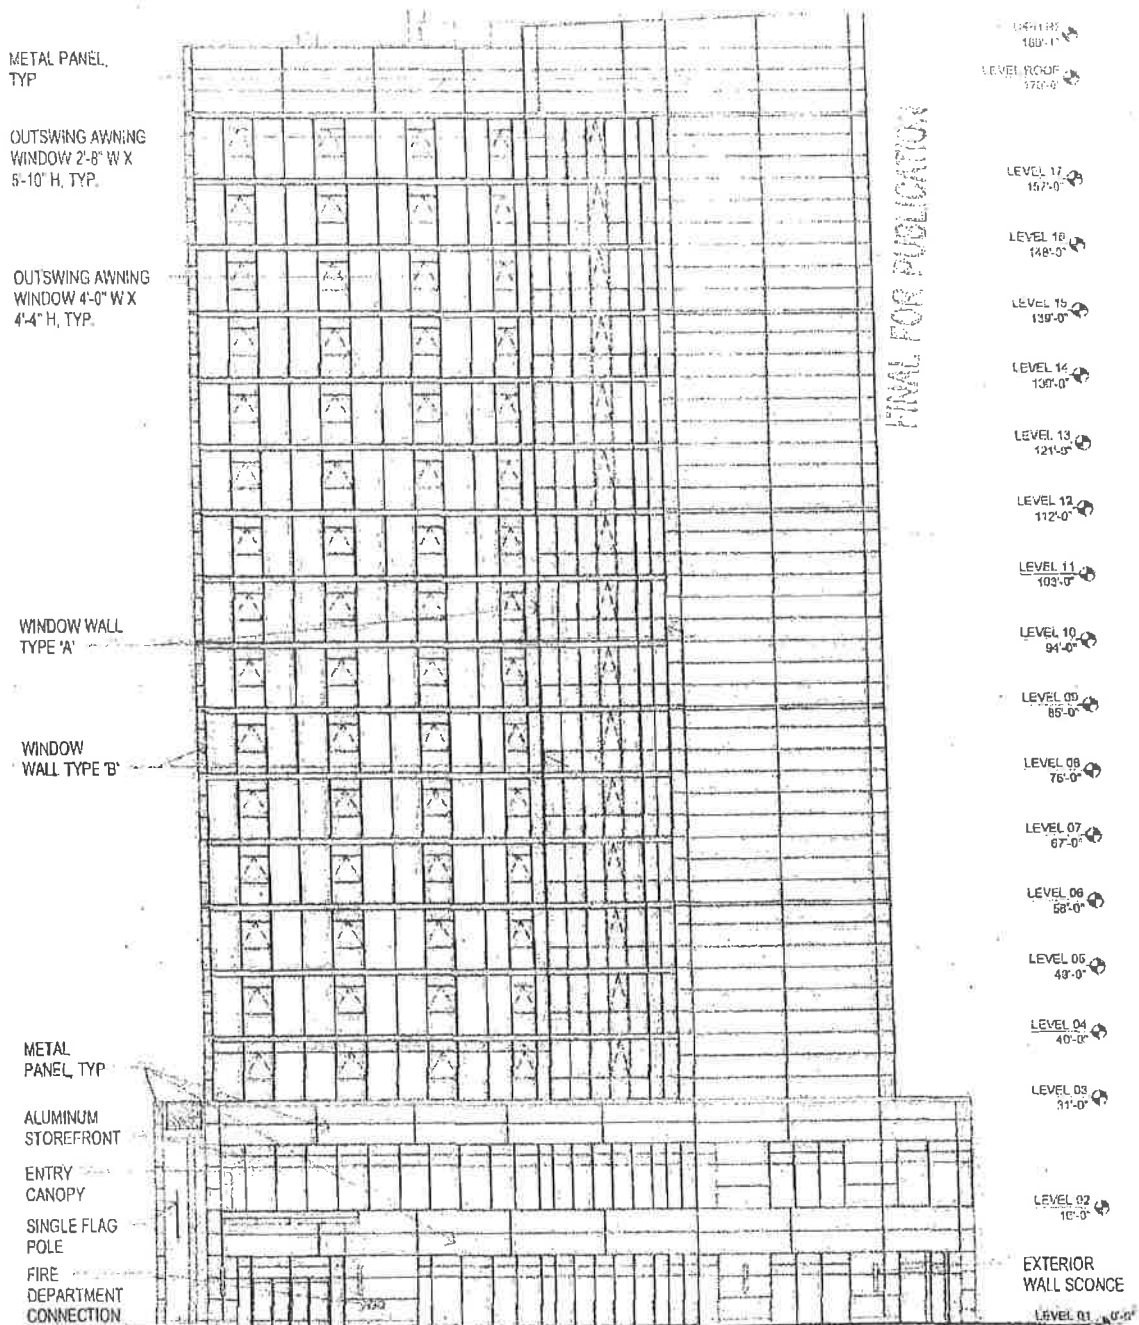 METAL PANEL,
TYP
OUTSWING AWNING
WINDOW 2'-8" W X
5'-10" H, TYP.
OUTSWING AWNING
WINDOW 4'-0" W X
4'-4" H, TYP.
WINDOW WALL
TYPE 'A'
WINDOW
WALL TYPE 'B'
METAL
PANEL, TYP
ALUMINUM
STOREFRONT
ENTRY
CANOPY
SINGLE FLAG
POLE
FIRE
DEPARTMENT
CONNECTION
FINAL FOR PUBLICATION
LEVEL ROOF
170'-0"
LEVEL 17
157'-0"
LEVEL 16
148'-0"
LEVEL 15
139'-0"
LEVEL 14
130'-0"
LEVEL 13
121'-0"
LEVEL 12
112'-0"
LEVEL 11
103'-0"
LEVEL 10
94'-0"
LEVEL 09
85'-0"
LEVEL 08
76'-0"
LEVEL 07
67'-0"
LEVEL 06
58'-0"
LEVEL 05
49'-0"
LEVEL 04
40'-0"
LEVEL 03
31'-0"
LEVEL 02
16'-0"
EXTERIOR
WALL SCONCE
LEVEL 01 0'-0"